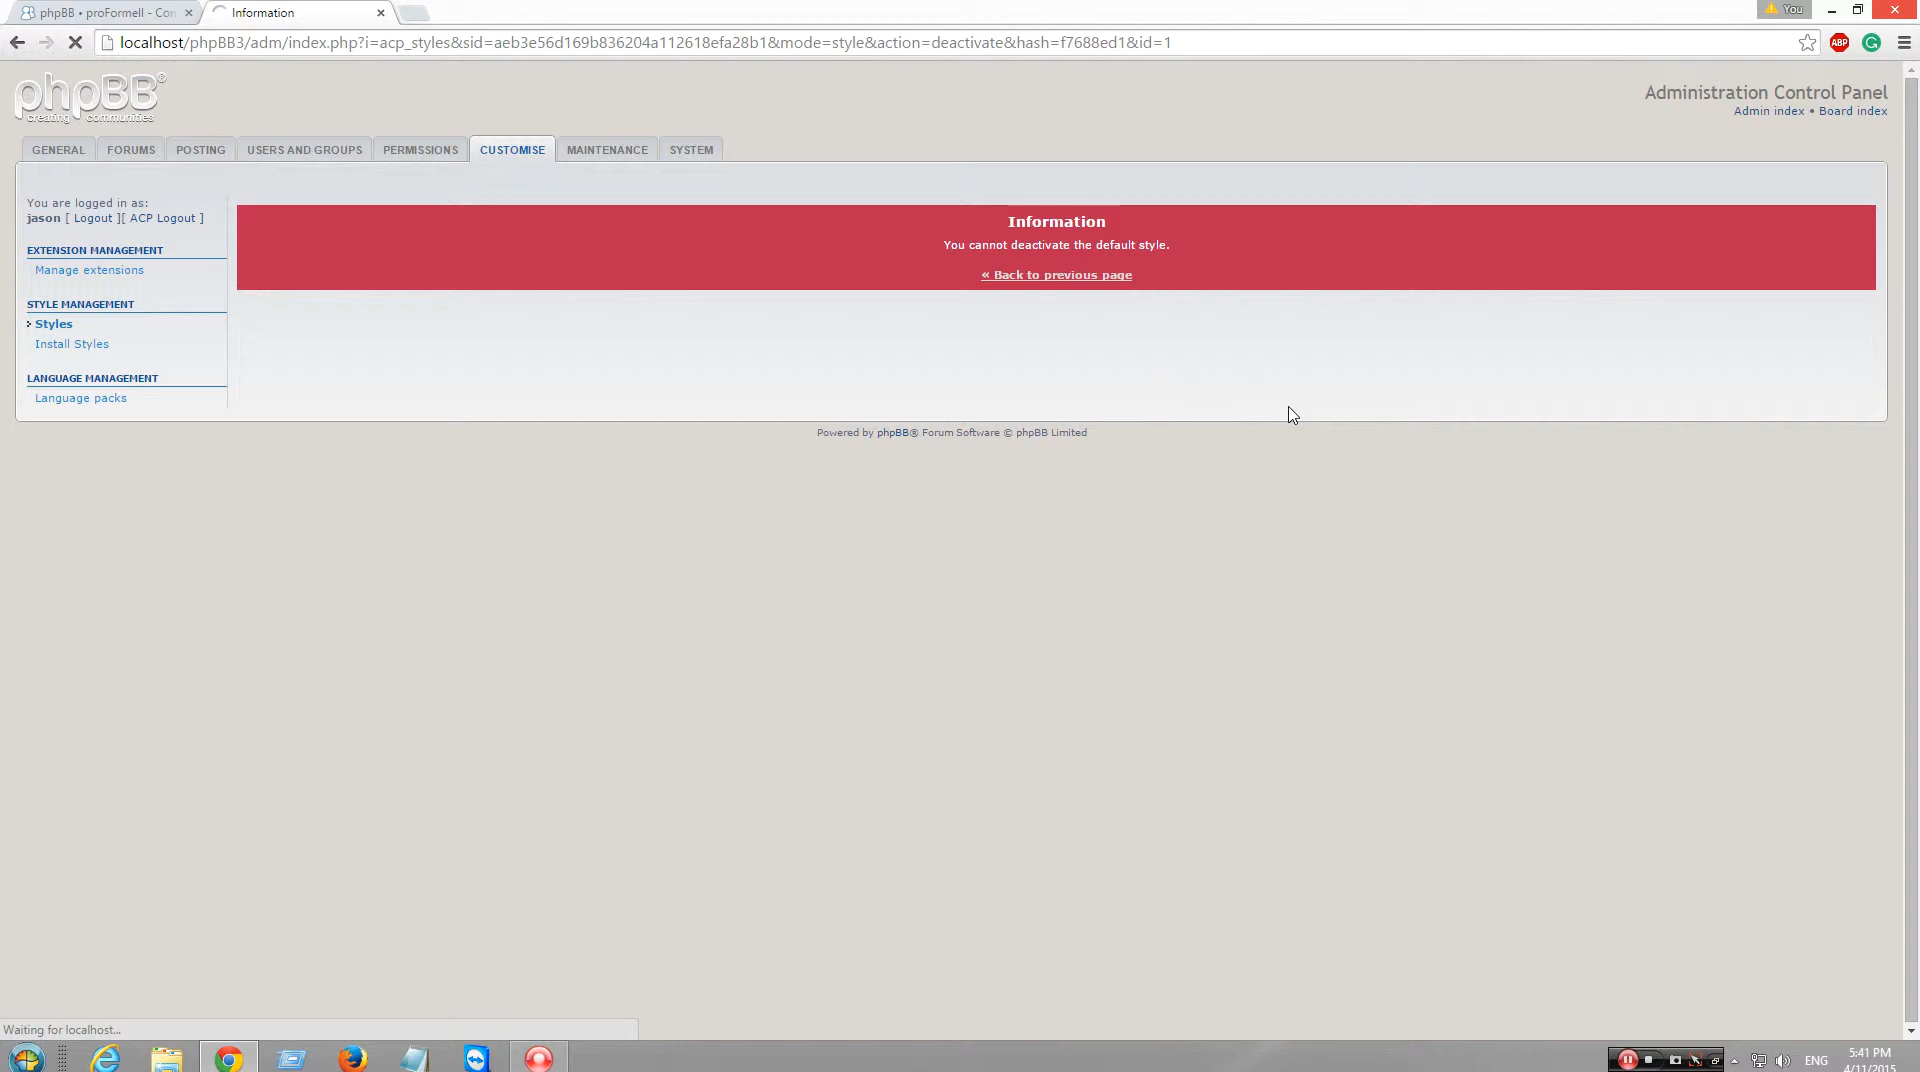 phpBB • proFormell - Con
Information
You
localhost/phpBB3/adm/index.php?i=acp_styles&sid=aeb3e56d169b836204a112618efa28b1&mode=style&action=deactivate&hash=f7688ed1&id=1
ABP
G
phpBB®
creating communities
Administration Control Panel
Admin index • Board index
GENERAL
FORUMS
POSTING
USERS AND GROUPS
PERMISSIONS
CUSTOMISE
MAINTENANCE
SYSTEM
You are logged in as:
jason [ Logout ][ ACP Logout ]
EXTENSION MANAGEMENT
Manage extensions
STYLE MANAGEMENT
Styles
Install Styles
LANGUAGE MANAGEMENT
Language packs
Information
You cannot deactivate the default style.
« Back to previous page
Powered by phpBB® Forum Software © phpBB Limited
Waiting for localhost...
ENG
5:41 PM
4/11/2015